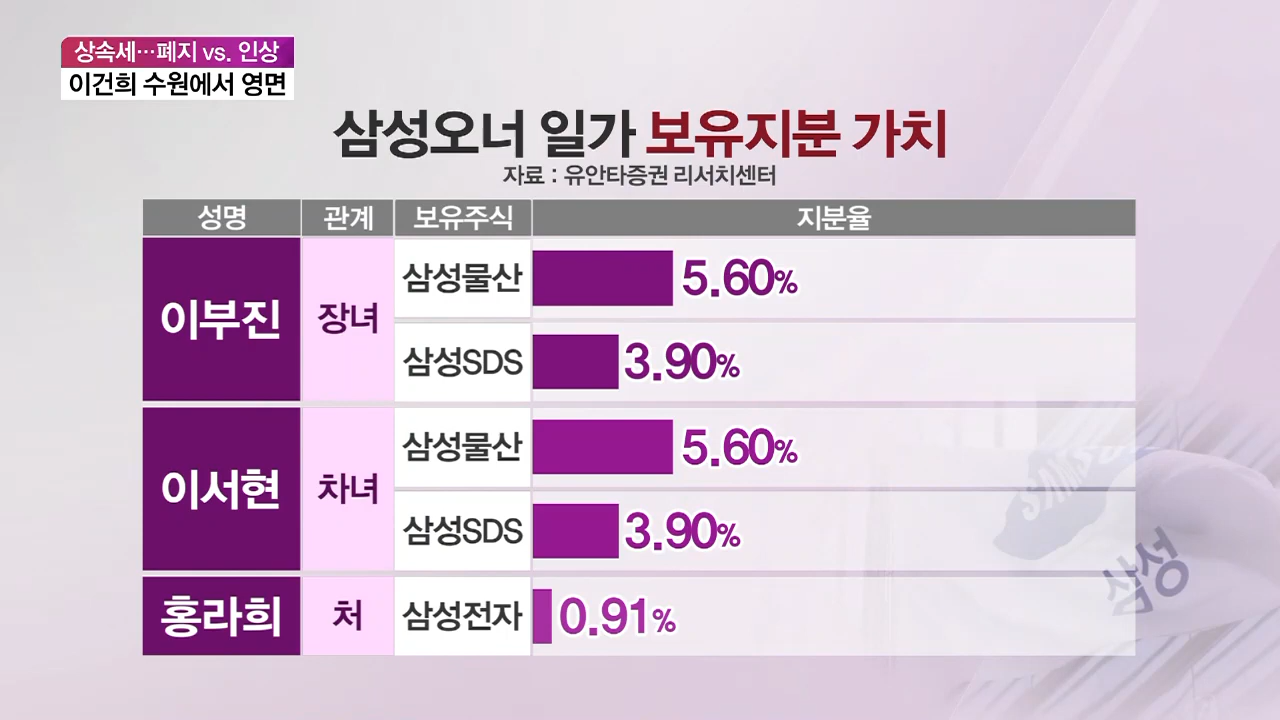 상속세…폐지 vs. 인상
이건희 수원에서 영면
삼성오너 일가 보유지분 가치
자료 : 유안타증권 리서치센터
성명 관계 보유주식 지분율
이부진 장녀 삼성물산 5.60%
삼성SDS 3.90%
이서현 차녀 삼성물산 5.60%
삼성SDS 3.90%
홍라희 처 삼성전자 0.91%
SAMSU
삼성